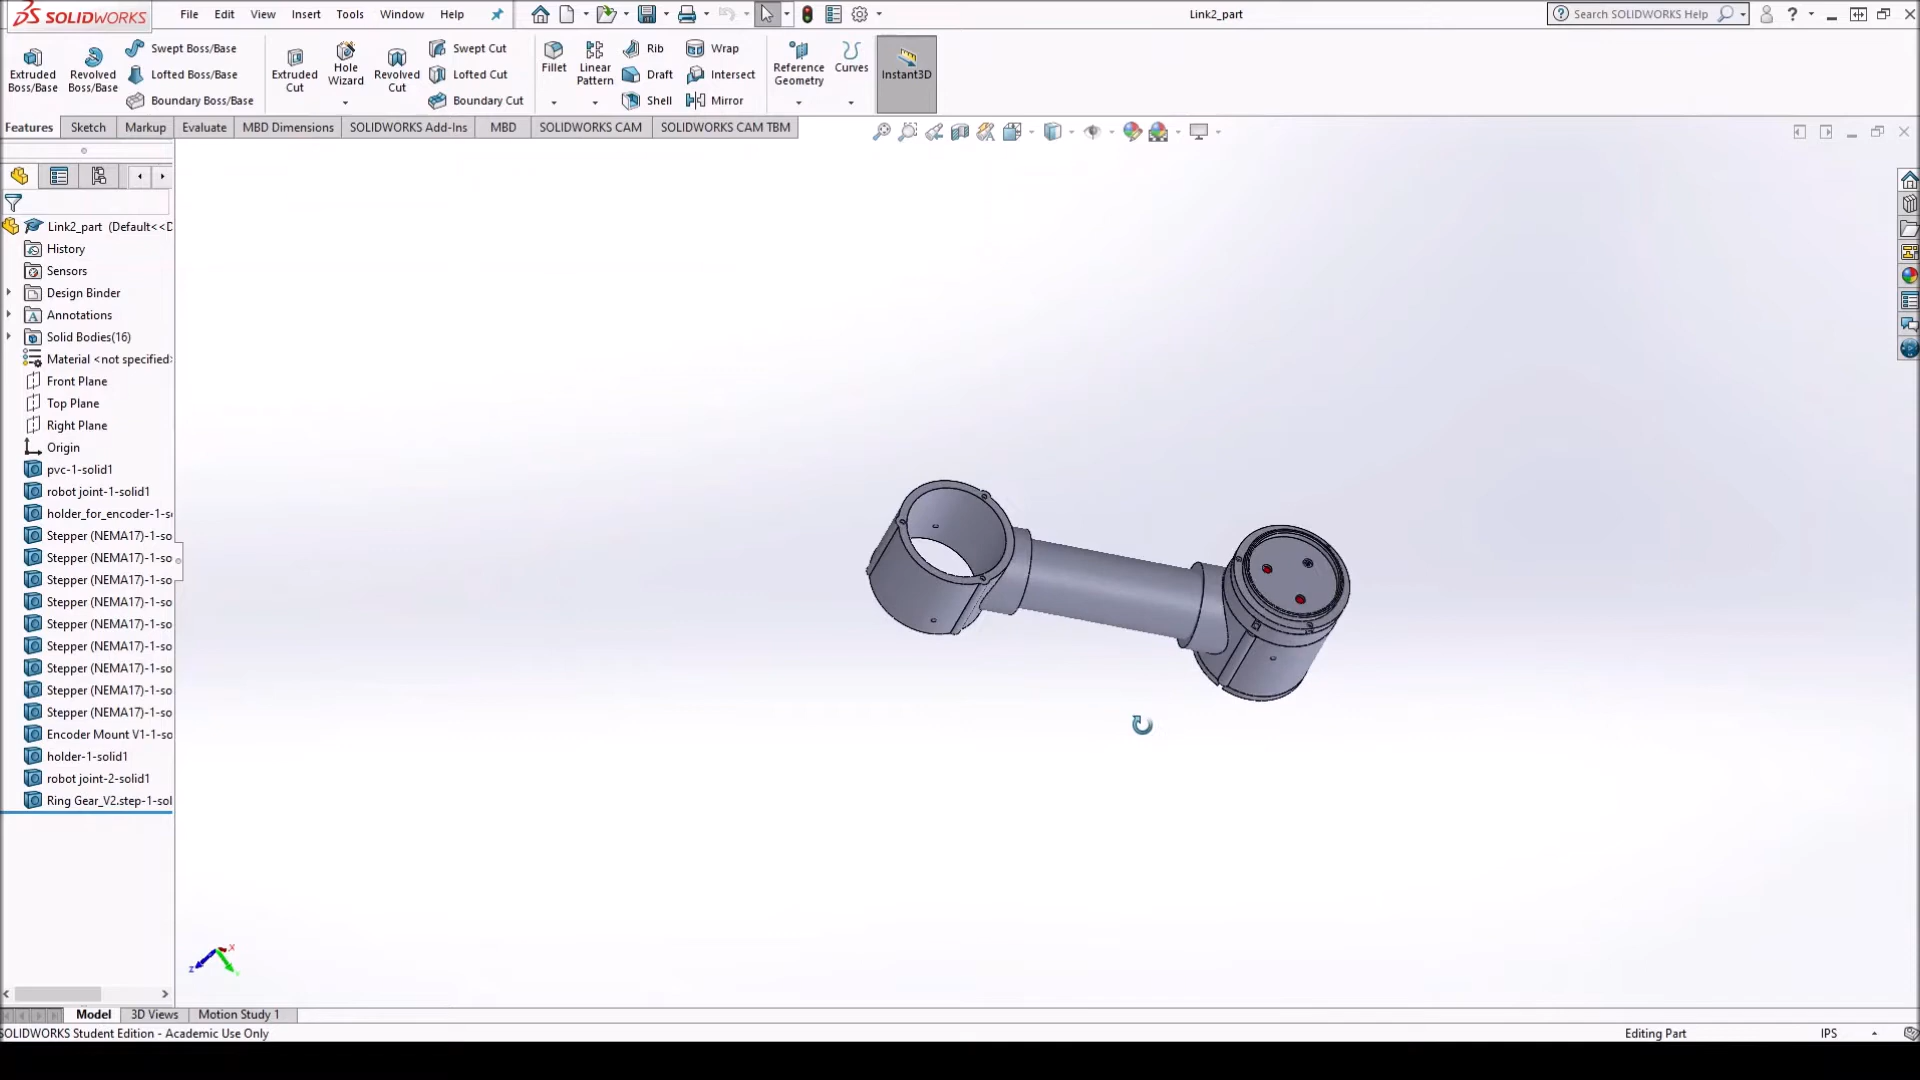 SOLIDWORKS File Edit View Insert Tools Window Help Link2_part Search SOLIDWORKS Help
Extruded Boss/Base
Revolved Boss/Base
Swept Boss/Base
Lofted Boss/Base
Boundary Boss/Base
Extruded Cut
Hole Wizard
Revolved Cut
Swept Cut
Lofted Cut
Boundary Cut
Fillet
Linear Pattern
Rib
Draft
Shell
Wrap
Intersect
Mirror
Reference Geometry
Curves
Instant3D
Features Sketch Markup Evaluate MBD Dimensions SOLIDWORKS Add-Ins MBD SOLIDWORKS CAM SOLIDWORKS CAM TBM
Link2_part (Default<<D
History
Sensors
Design Binder
Annotations
Solid Bodies(16)
Material <not specified>
Front Plane
Top Plane
Right Plane
Origin
pvc-1-solid1
robot joint-1-solid1
holder_for_encoder-1-s
Stepper (NEMA17)-1-so
Stepper (NEMA17)-1-so
Stepper (NEMA17)-1-so
Stepper (NEMA17)-1-so
Stepper (NEMA17)-1-so
Stepper (NEMA17)-1-so
Stepper (NEMA17)-1-so
Stepper (NEMA17)-1-so
Stepper (NEMA17)-1-so
Encoder Mount V1-1-so
holder-1-solid1
robot joint-2-solid1
Ring Gear_V2.step-1-sol
X
Z
Model 3D Views Motion Study 1
SOLIDWORKS Student Edition - Academic Use Only Editing Part IPS